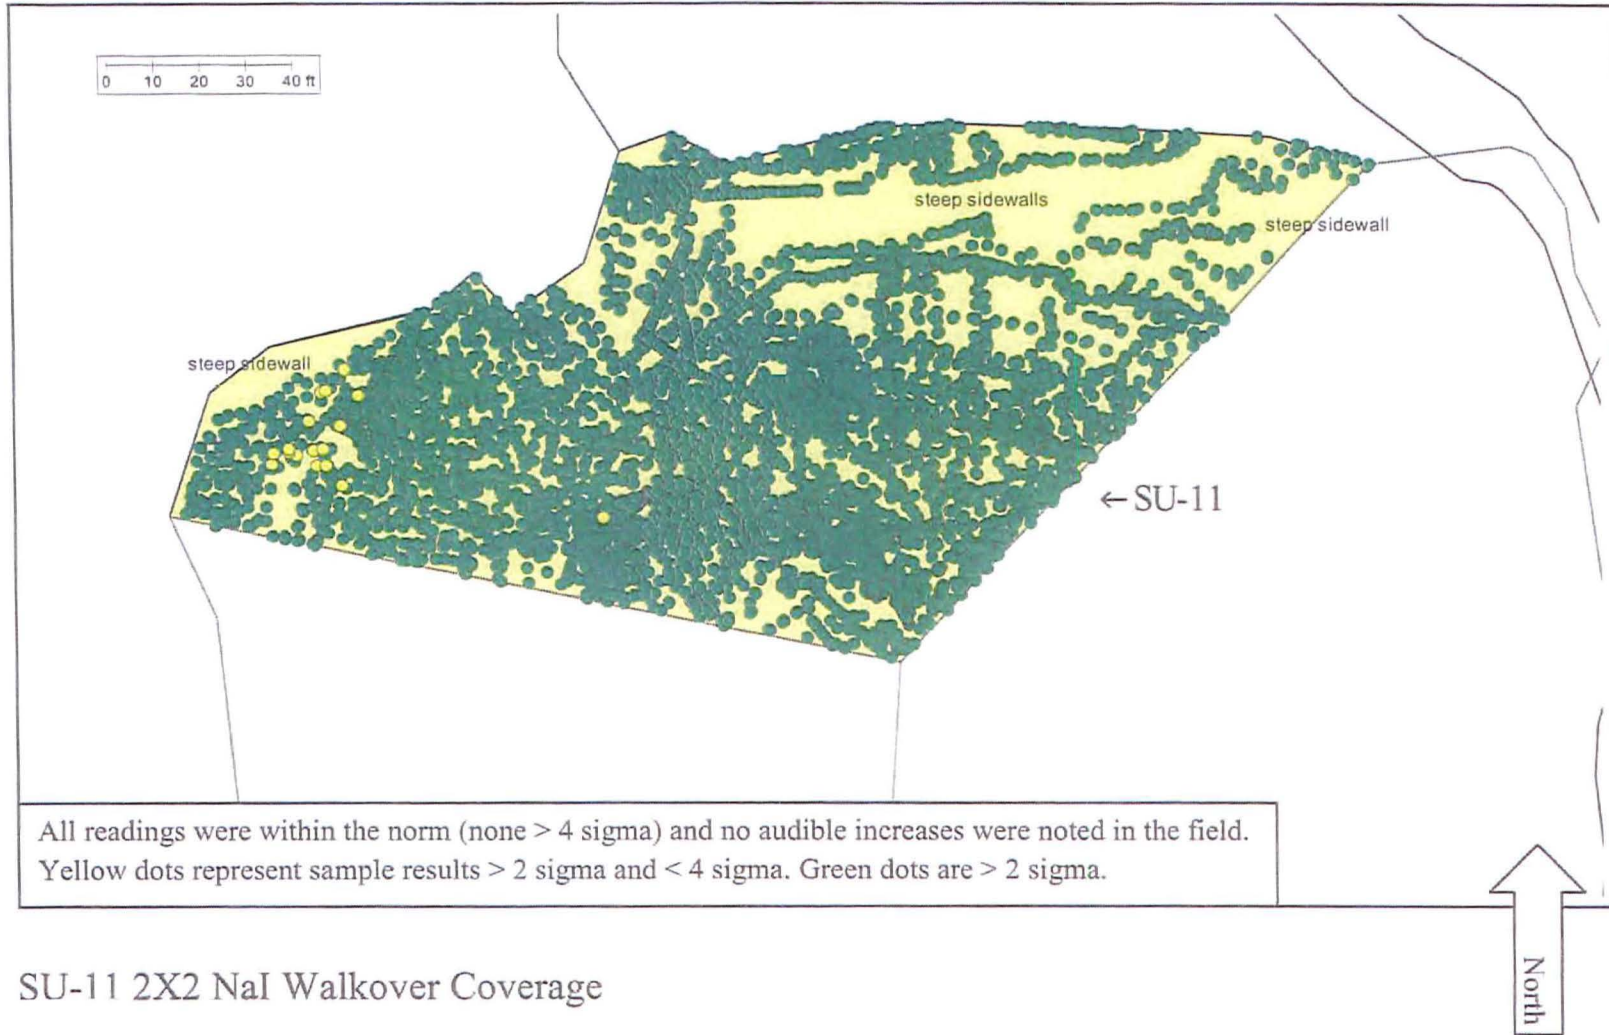 0 10 20 30 40 ft
steep sidewalls
steep sidewall
steep sidewall
←SU-11
All readings were within the norm (none > 4 sigma) and no audible increases were noted in the field.
Yellow dots represent sample results > 2 sigma and < 4 sigma. Green dots are > 2 sigma.
North
SU-11 2X2 NaI Walkover Coverage